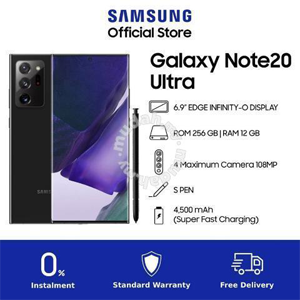 SAMSUNG
Official Store
Galaxy Note20
Ultra
6.9" EDGE INFINITY-O DISPLAY
ROM 256 GB | RAM 12 GB
4 Maximum Camera 108MP
S PEN
4,500 mAh
(Super Fast Charging)
SAMSUNG
0%
Instalment
Standard Warranty
Free Delivery